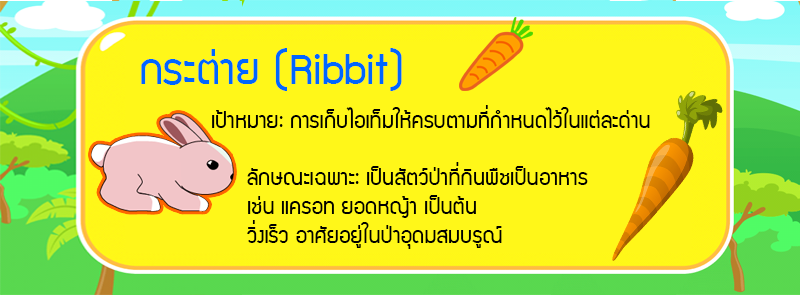 กระต่าย (Ribbit)
เป้าหมาย: การเก็บไอเท็มให้ครบตามที่กำหนดไว้ในแต่ละด่าน
ลักษณะเฉพาะ: เป็นสัตว์ป่าที่กินพืชเป็นอาหาร
เช่น แครอท ยอดหญ้า เป็นต้น
วิ่งเร็ว อาศัยอยู่ในป่าอุดมสมบรูณ์